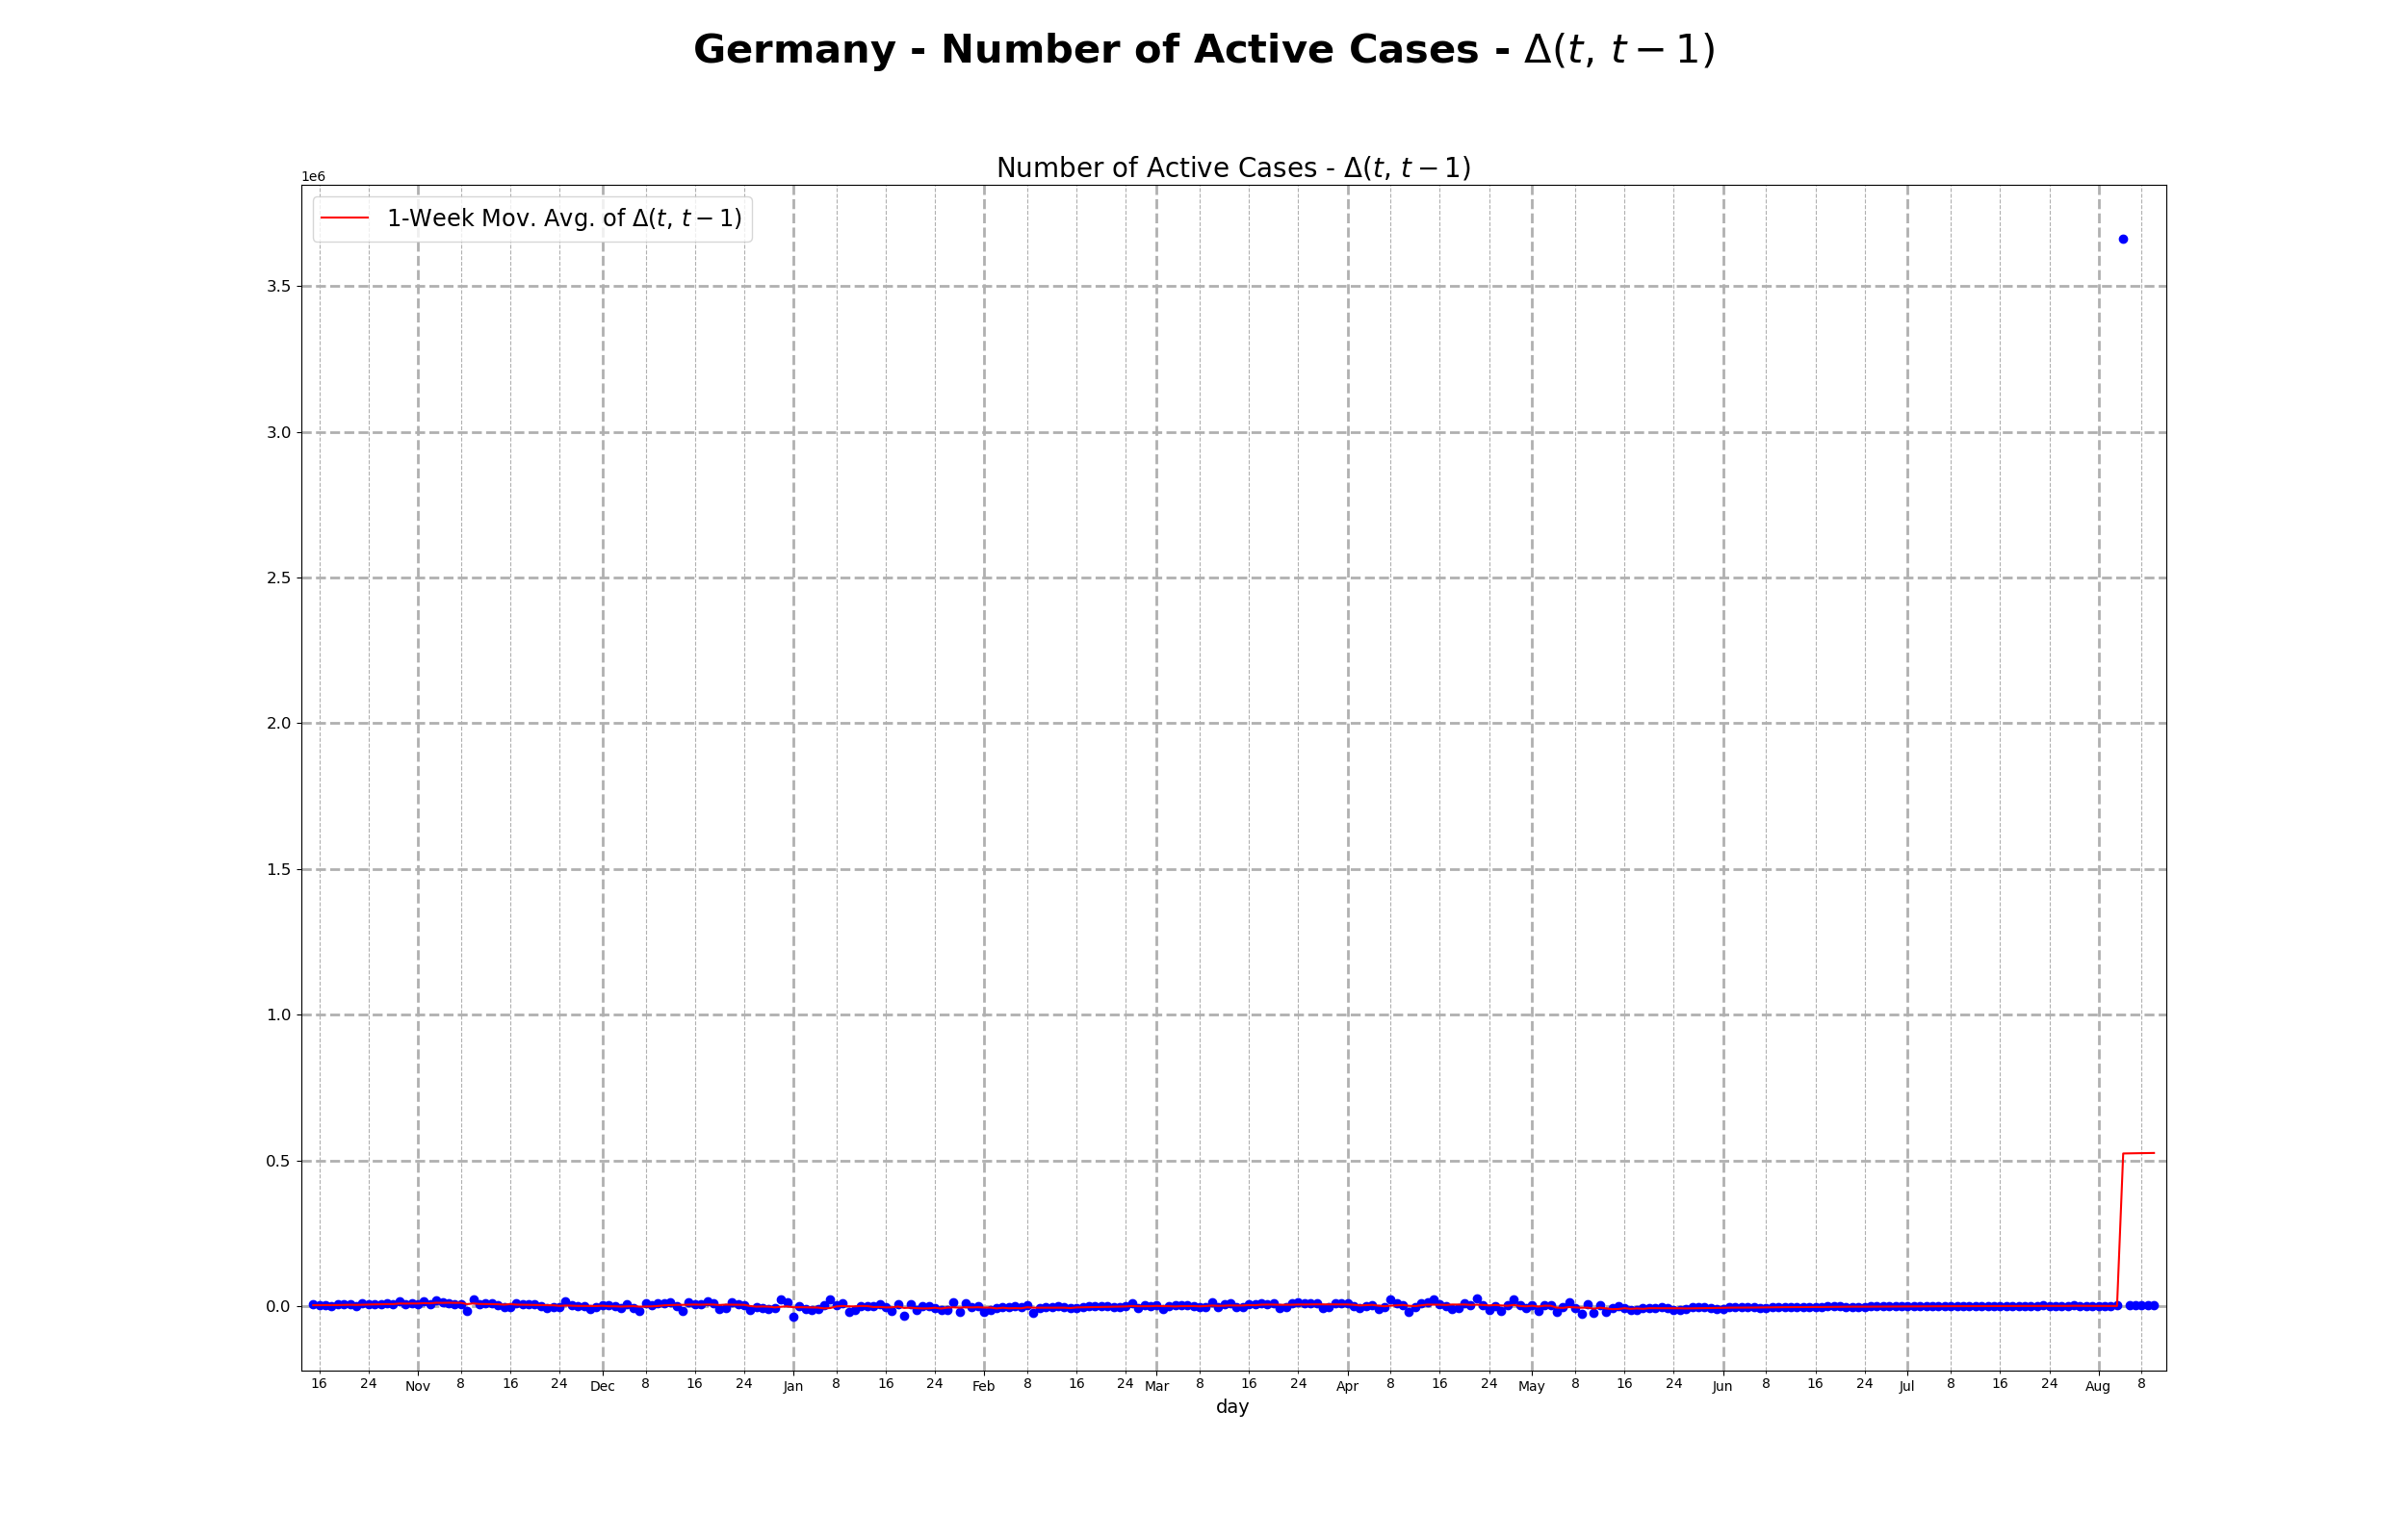 Germany - Number of Active Cases - Δ(t, t − 1)
Number of Active Cases - Δ(t, t − 1)
1e6
1-Week Mov. Avg. of Δ(t, t − 1)
3.5
3.0
2.5
2.0
1.5
1.0
0.5
0.0
16 24 Nov 8 16 24 Dec 8 16 24 Jan 8 16 24 Feb 8 16 24 Mar 8 16 24 Apr 8 16 24 May 8 16 24 Jun 8 16 24 Jul 8 16 24 Aug 8
day